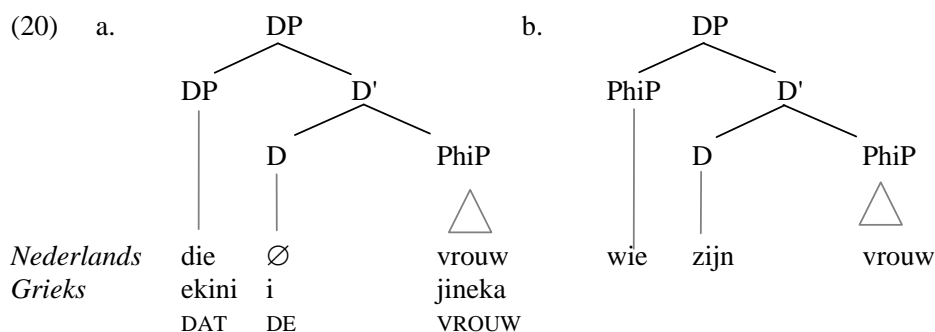 (20) a. DP b. DP
DP D' PhiP D'
D PhiP D PhiP
Nederlands die ∅ vrouw wie zijn vrouw
Grieks ekini i jineka
DAT DE VROUW